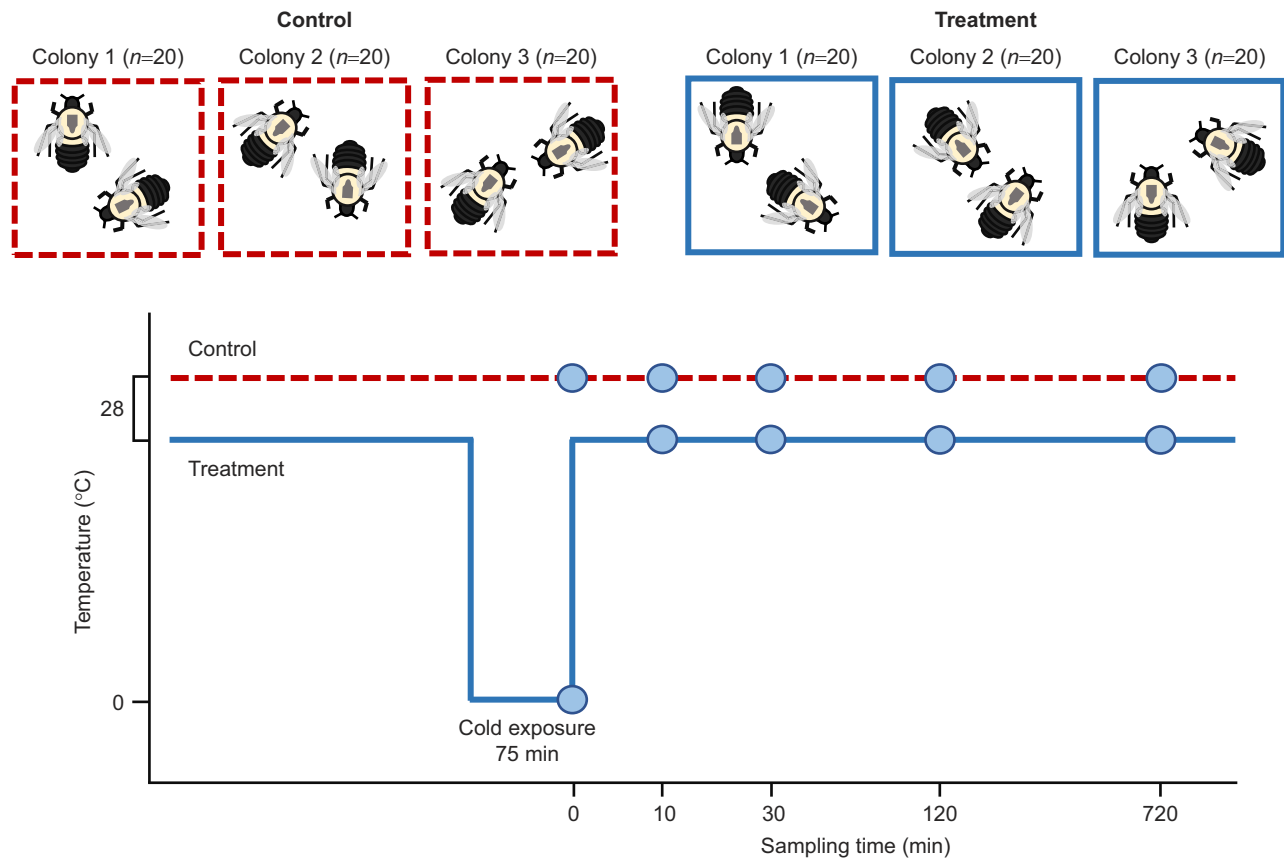 Control
Treatment
Colony 1 (n=20)
Colony 2 (n=20)
Colony 3 (n=20)
Colony 1 (n=20)
Colony 2 (n=20)
Colony 3 (n=20)
Control
28
Treatment
Temperature (°C)
0
Cold exposure
75 min
0
10
30
120
720
Sampling time (min)